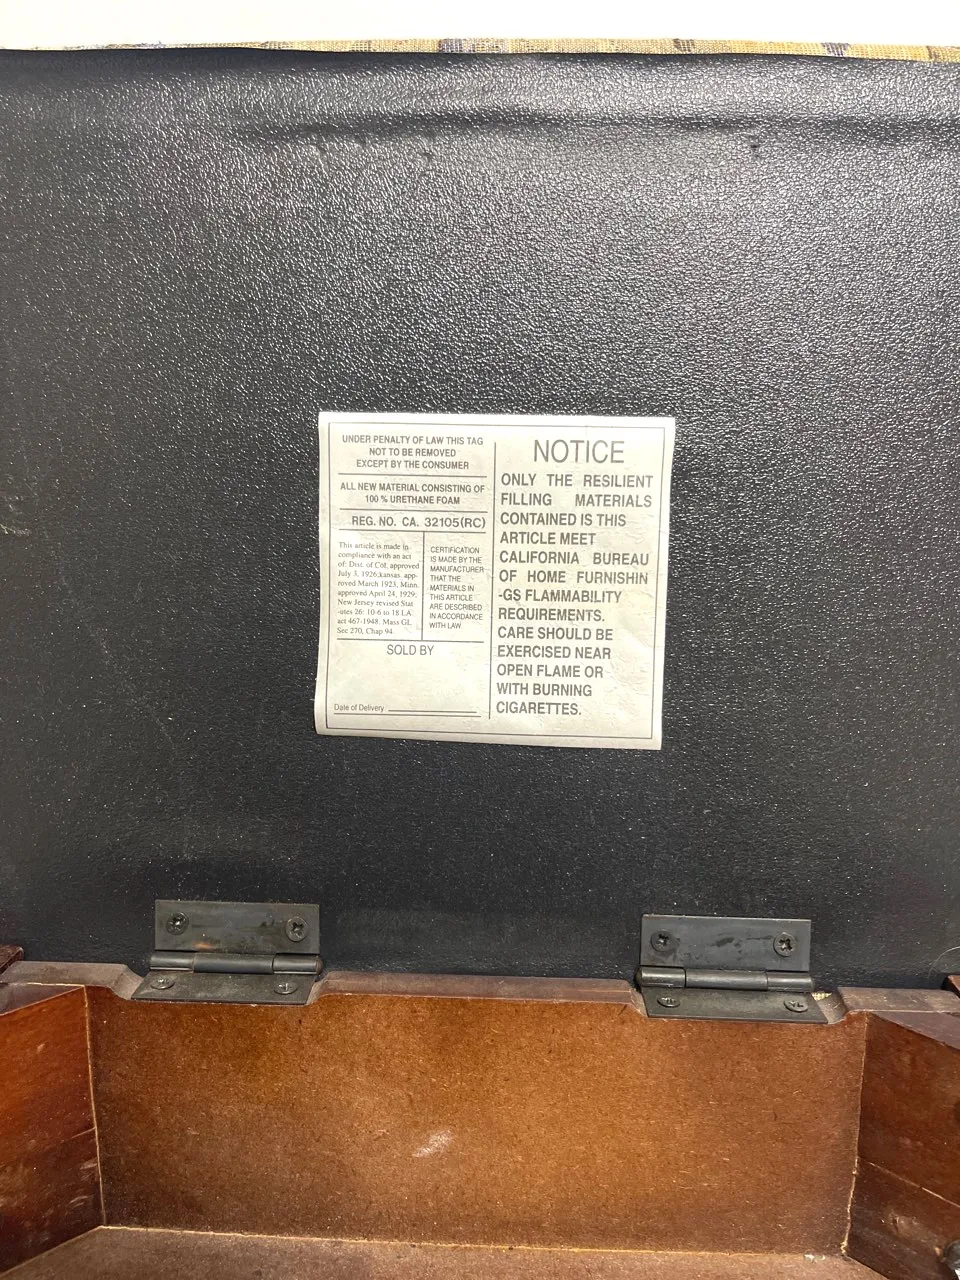 UNDER PENALTY OF LAW THIS TAG
NOT TO BE REMOVED
EXCEPT BY THE CONSUMER
ALL NEW MATERIAL CONSISTING OF
100 % URETHANE FOAM
REG. NO. CA. 32105(RC)
This article is made in
compliance with an act
of: Dist. of Col. approved
July 3, 1926;kansas. app-
roved March 1923, Minn.
approved April 24, 1929;
New Jersey revised Stat
-utes 26: 10-6 to 18 LA
act 467-1948. Mass GL
Sec 270, Chap 94.
CERTIFICATION
IS MADE BY THE
MANUFACTURER
THAT THE
MATERIALS IN
THIS ARTICLE
ARE DESCRIBED
IN ACCORDANCE
WITH LAW
SOLD BY
Date of Delivery
NOTICE
ONLY THE RESILIENT
FILLING MATERIALS
CONTAINED IS THIS
ARTICLE MEET
CALIFORNIA BUREAU
OF HOME FURNISHIN
-GS FLAMMABILITY
REQUIREMENTS.
CARE SHOULD BE
EXERCISED NEAR
OPEN FLAME OR
WITH BURNING
CIGARETTES.